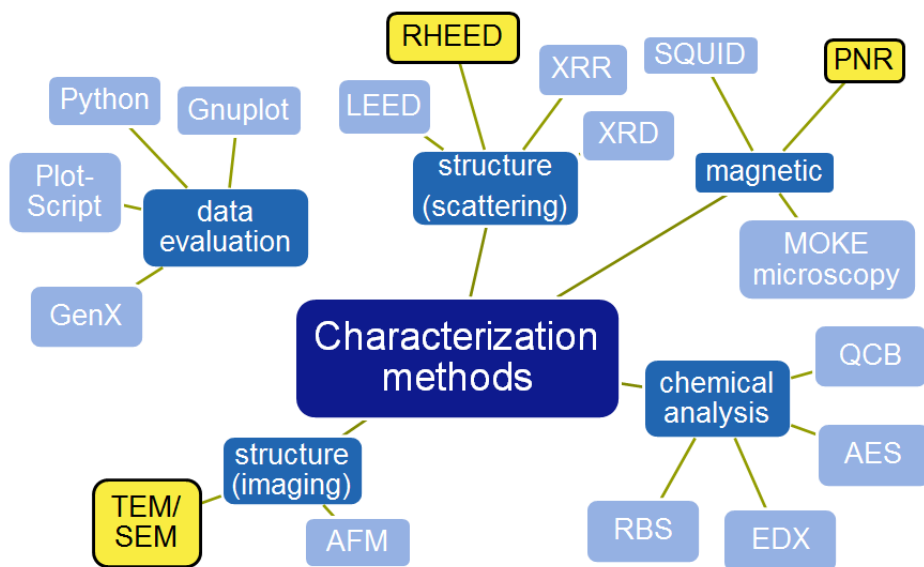 RHEED
PNR
SQUID
XRR
Python
Gnuplot
LEED
XRD
Plot-
Script
structure
(scattering)
magnetic
data
evaluation
MOKE
microscopy
GenX
Characterization
methods
QCB
chemical
analysis
AES
structure
(imaging)
TEM/
SEM
AFM
RBS
EDX